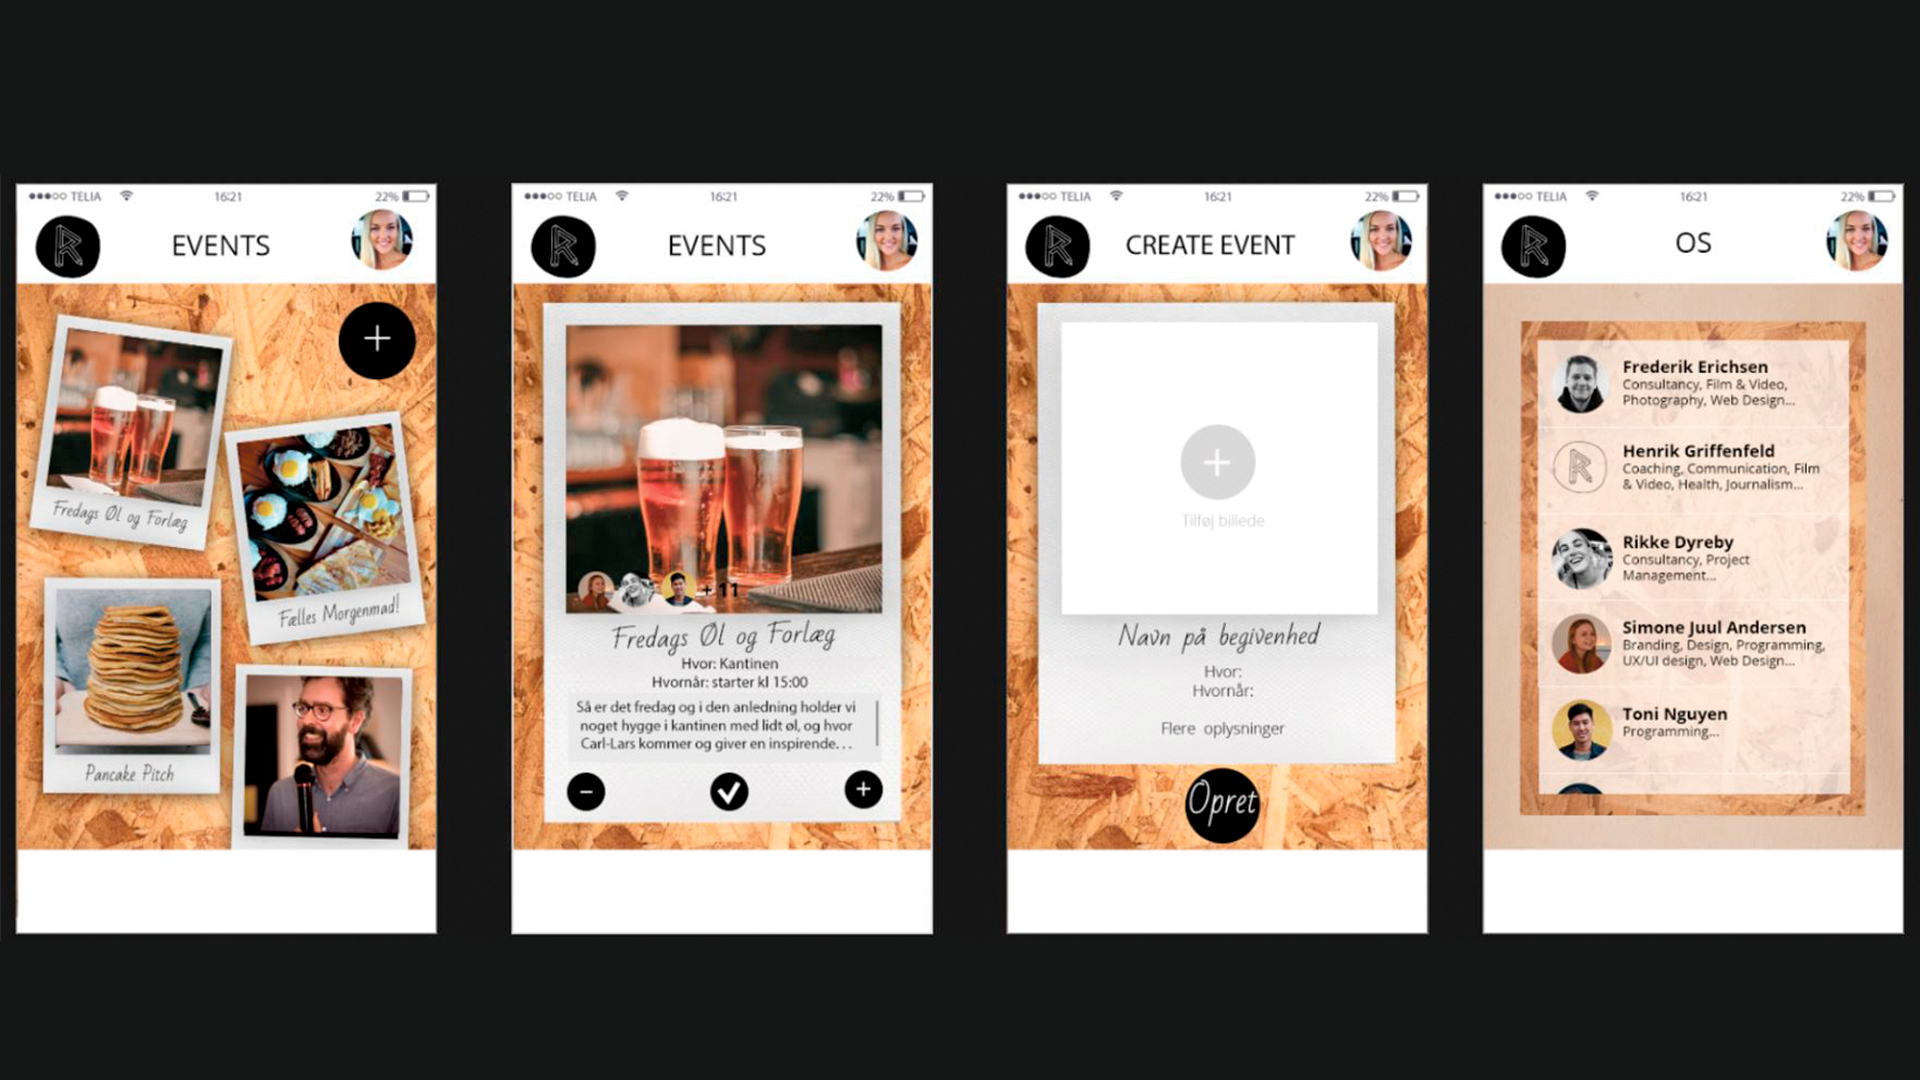 ●●●○○ TELIA 16:21 22%
R
EVENTS
+
Fredags Øl og Forlæg
Fælles Morgenmad!
Pancake Pitch
●●●○○ TELIA 16:21 22%
R
EVENTS
+ 11
Fredags Øl og Forlæg
Hvor: Kantinen
Hvornår: starter kl 15:00
Så er det fredag og i den anledning holder vi
noget hygge i kantinen med lidt øl, og hvor
Carl-Lars kommer og giver en inspirende...
●●●○○ TELIA 16:21 22%
R
CREATE EVENT
+
Tilføj billede
Navn på begivenhed
Hvor:
Hvornår:
Flere oplysninger
Opret
●●●○○ TELIA 16:21 22%
R
OS
Frederik Erichsen
Consultancy, Film & Video,
Photography, Web Design...
R
Henrik Griffenfeld
Coaching, Communication, Film
& Video, Health, Journalism...
Rikke Dyreby
Consultancy, Project
Management...
Simone Juul Andersen
Branding, Design, Programming,
UX/UI design, Web Design...
Toni Nguyen
Programming...